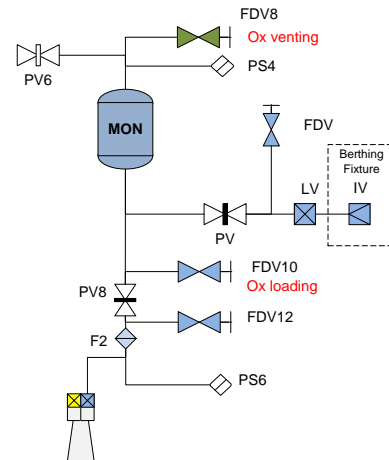 FDV8
Ox venting
PV6
PS4
MON
FDV
Berthing
Fixture
LV
IV
PV
FDV10
Ox loading
PV8
FDV12
F2
PS6